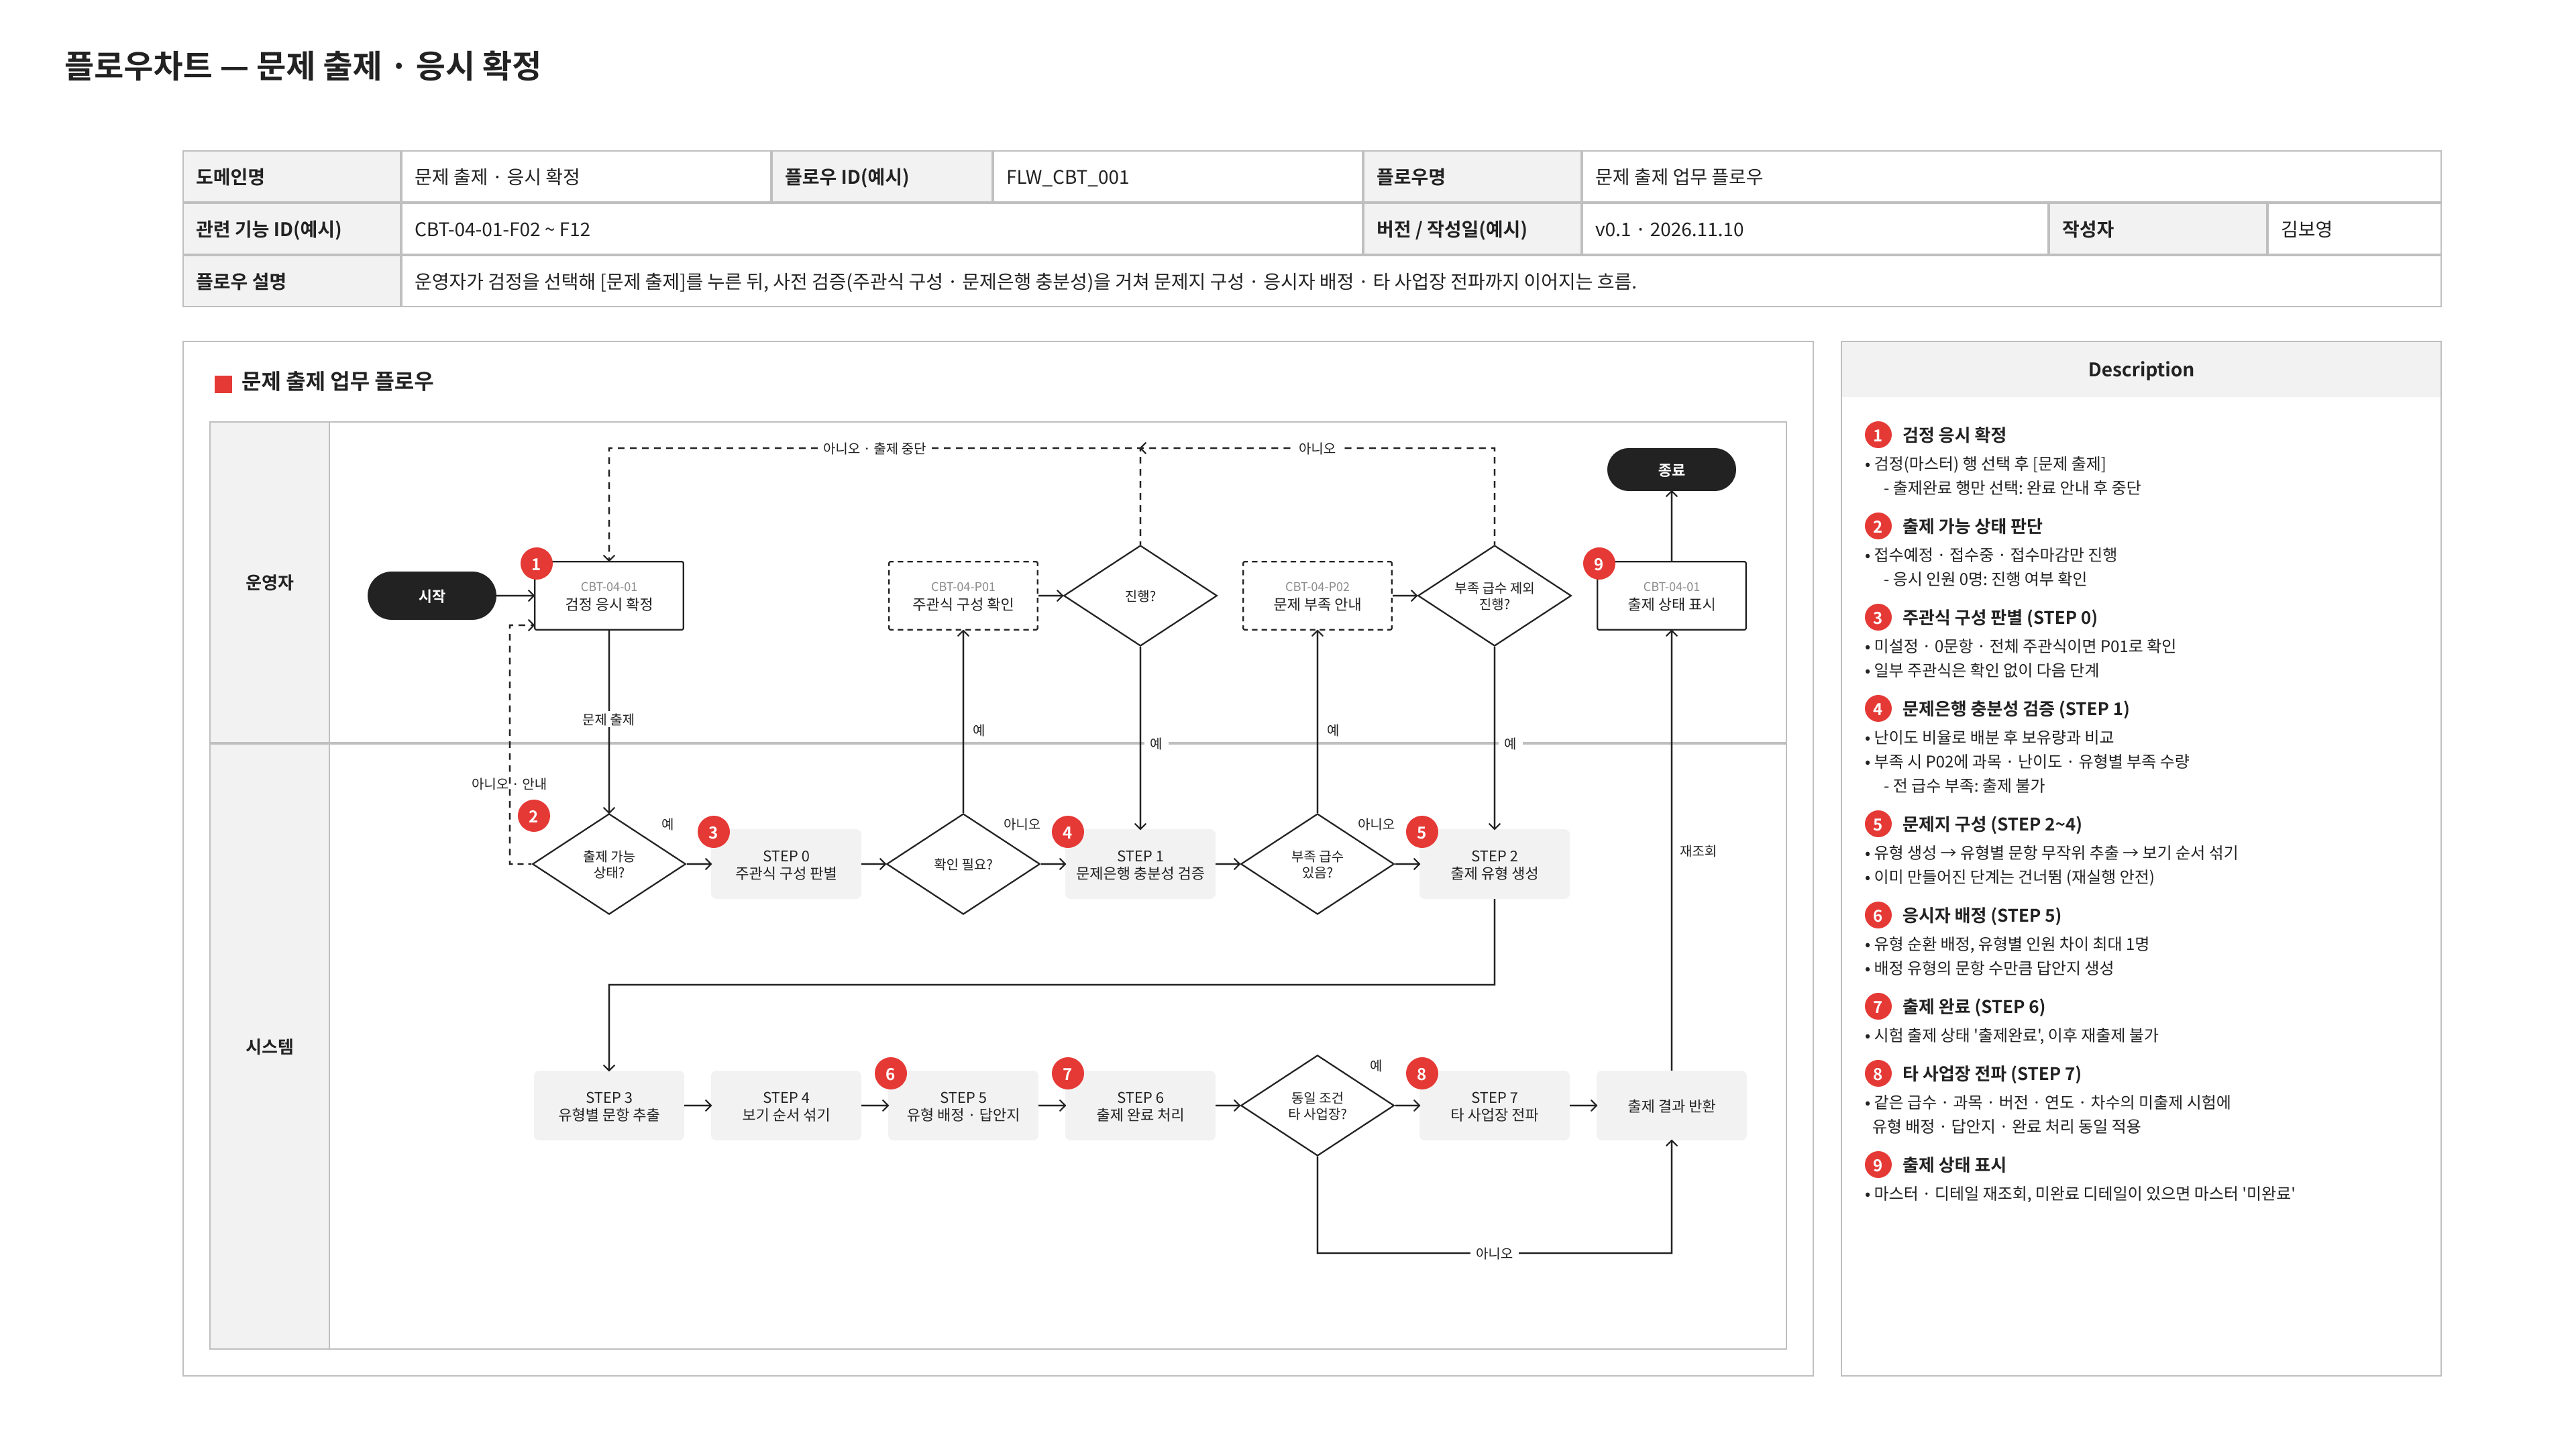 플로우차트 — 문제 출제 · 응시 확정
도메인명
문제 출제 · 응시 확정
플로우 ID(예시)
FLW_CBT_001
플로우명
문제 출제 업무 플로우
관련 기능 ID(예시)
CBT-04-01-F02 ~ F12
버전 / 작성일(예시)
v0.1 · 2026.11.10
작성자
김보영
플로우 설명
운영자가 검정을 선택해 [문제 출제]를 누른 뒤, 사전 검증(주관식 구성 · 문제은행 충분성)을 거쳐 문제지 구성 · 응시자 배정 · 타 사업장 전파까지 이어지는 흐름.
문제 출제 업무 플로우
운영자
아니오 · 출제 중단
아니오
종료
시작
1
CBT-04-01
검정 응시 확정
CBT-04-P01
주관식 구성 확인
진행?
CBT-04-P02
문제 부족 안내
부족 급수 제외
진행?
9
CBT-04-01
출제 상태 표시
문제 출제
예
예
예
예
시스템
아니오 · 안내
2
출제 가능
상태?
예
3
STEP 0
주관식 구성 판별
확인 필요?
아니오
4
STEP 1
문제은행 충분성 검증
부족 급수
있음?
아니오
5
STEP 2
출제 유형 생성
재조회
STEP 3
유형별 문항 추출
STEP 4
보기 순서 섞기
6
STEP 5
유형 배정 · 답안지
7
STEP 6
출제 완료 처리
동일 조건
타 사업장?
예
8
STEP 7
타 사업장 전파
출제 결과 반환
아니오
Description
1 검정 응시 확정
• 검정(마스터) 행 선택 후 [문제 출제]
- 출제완료 행만 선택: 완료 안내 후 중단
2 출제 가능 상태 판단
• 접수예정 · 접수중 · 접수마감만 진행
- 응시 인원 0명: 진행 여부 확인
3 주관식 구성 판별 (STEP 0)
• 미설정 · 0문항 · 전체 주관식이면 P01로 확인
• 일부 주관식은 확인 없이 다음 단계
4 문제은행 충분성 검증 (STEP 1)
• 난이도 비율로 배분 후 보유량과 비교
• 부족 시 P02에 과목 · 난이도 · 유형별 부족 수량
- 전 급수 부족: 출제 불가
5 문제지 구성 (STEP 2~4)
• 유형 생성 → 유형별 문항 무작위 추출 → 보기 순서 섞기
• 이미 만들어진 단계는 건너뜀 (재실행 안전)
6 응시자 배정 (STEP 5)
• 유형 순환 배정, 유형별 인원 차이 최대 1명
• 배정 유형의 문항 수만큼 답안지 생성
7 출제 완료 (STEP 6)
• 시험 출제 상태 '출제완료', 이후 재출제 불가
8 타 사업장 전파 (STEP 7)
• 같은 급수 · 과목 · 버전 · 연도 · 차수의 미출제 시험에
유형 배정 · 답안지 · 완료 처리 동일 적용
9 출제 상태 표시
• 마스터 · 디테일 재조회, 미완료 디테일이 있으면 마스터 '미완료'